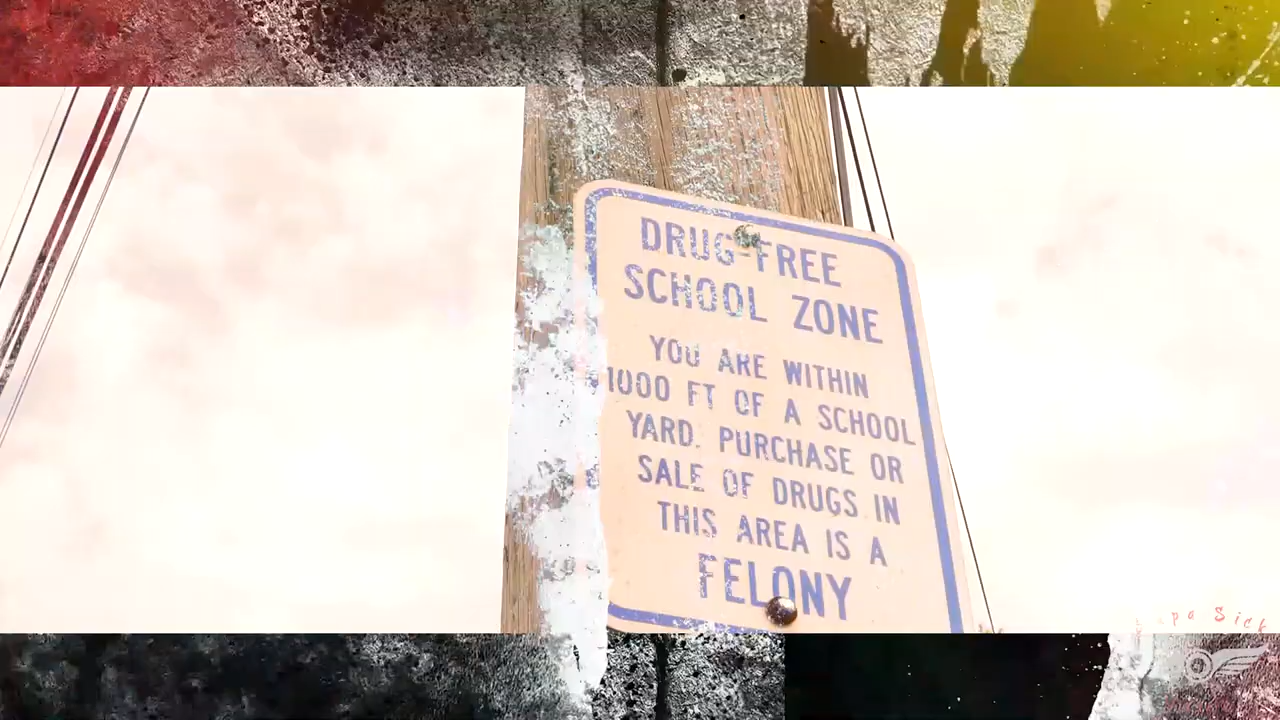 DRUG-FREE
SCHOOL ZONE
YOU ARE WITHIN
1000 FT OF A SCHOOL
YARD. PURCHASE OR
SALE OF DRUGS IN
THIS AREA IS A
FELONY
Sick